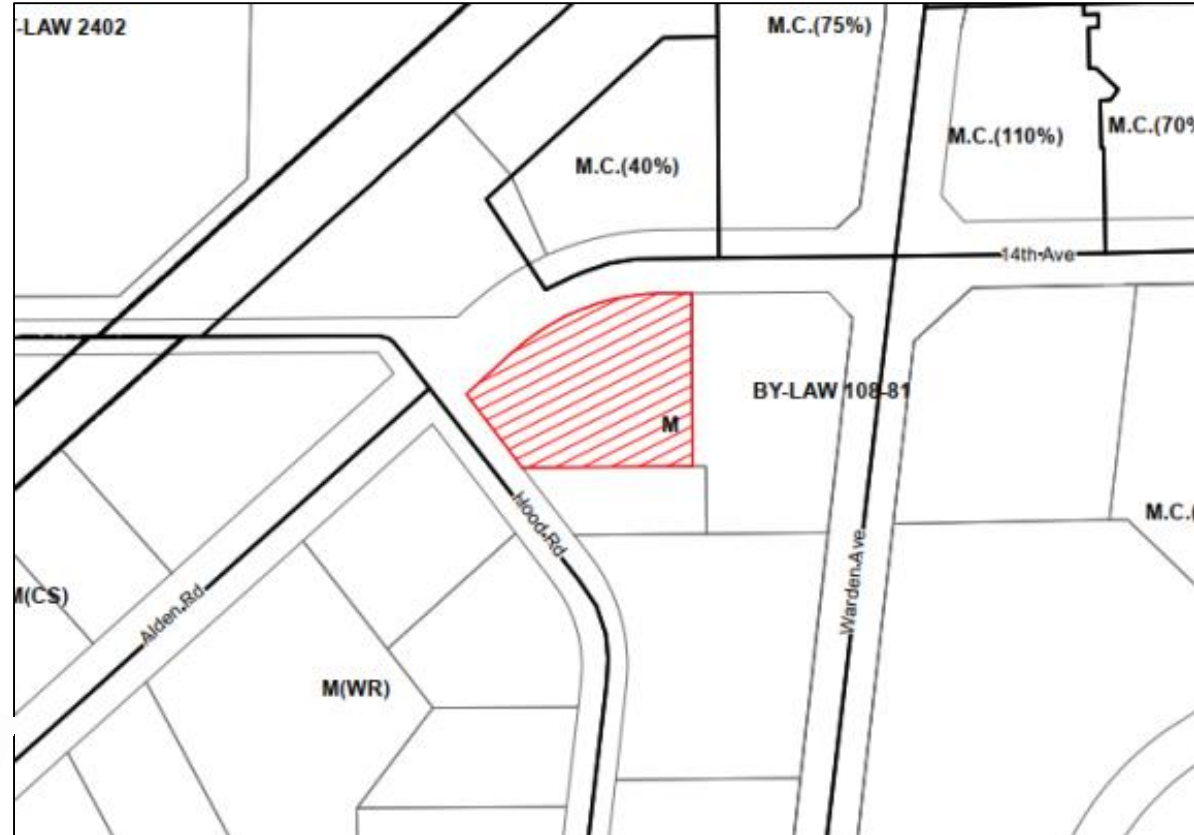 -LAW 2402
M.C.(75%)
M.C.(110%)
M.C.(70%
M.C.(40%)
14th Ave
BY-LAW 108-81
M
M.C.(
Hood Rd
Warden Ave
M(CS)
Alden Rd
M(WR)